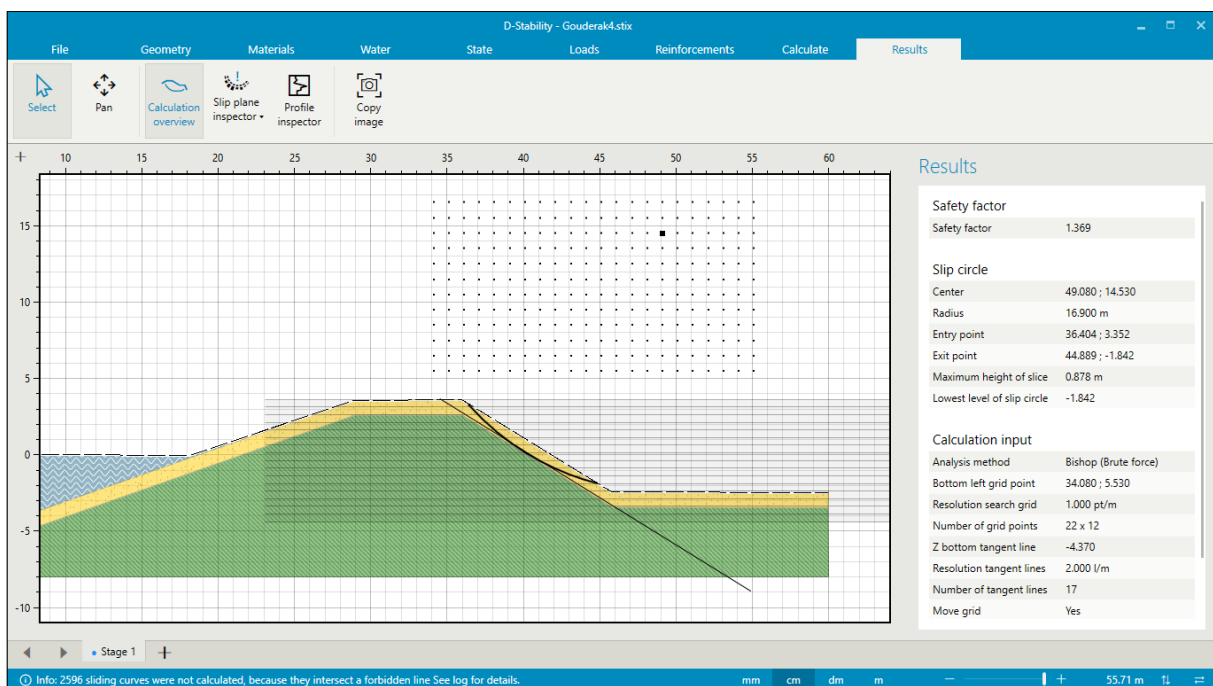 D-Stability - Gouderak4.stix
File Geometry Materials Water State Loads Reinforcements Calculate Results
Select
Pan
Calculation overview
Slip plane inspector
Profile inspector
Copy image
10 15 20 25 30 35 40 45 50 55 60
15
10
5
0
-5
-10
Results
Safety factor
Safety factor 1.369
Slip circle
Center 49.080 ; 14.530
Radius 16.900 m
Entry point 36.404 ; 3.352
Exit point 44.889 ; -1.842
Maximum height of slice 0.878 m
Lowest level of slip circle -1.842
Calculation input
Analysis method Bishop (Brute force)
Bottom left grid point 34.080 ; 5.530
Resolution search grid 1.000 pt/m
Number of grid points 22 x 12
Z bottom tangent line -4.370
Resolution tangent lines 2.000 l/m
Number of tangent lines 17
Move grid Yes
Stage 1
Info: 2596 sliding curves were not calculated, because they intersect a forbidden line See log for details.
mm cm dm m 55.71 m